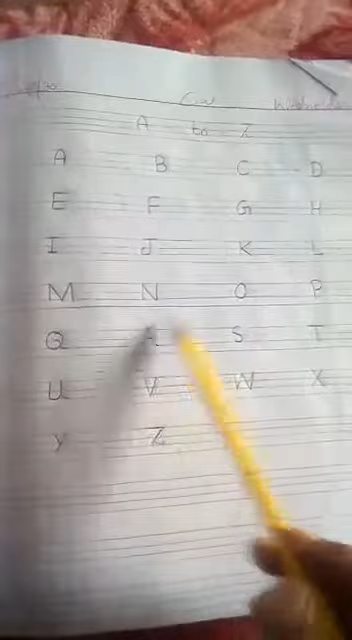 A to Z
A B C D
E F G H
I J K L
M N O P
Q S T
U V W X
Y Z